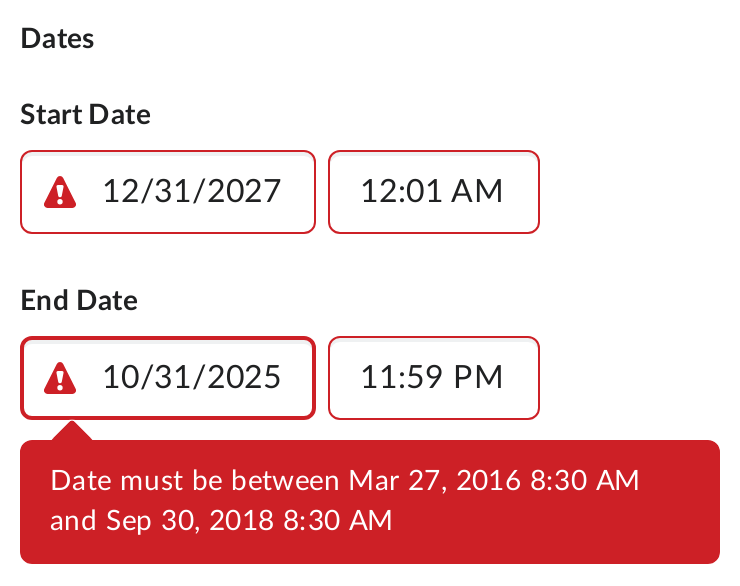 Dates
Start Date
12/31/2027 12:01 AM
End Date
10/31/2025 11:59 PM
Date must be between Mar 27, 2016 8:30 AM
and Sep 30, 2018 8:30 AM